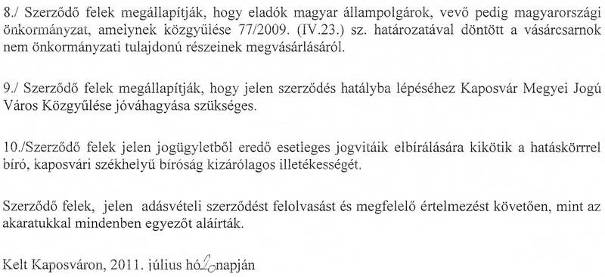 8./ Szerződő felek megállapítják, hogy eladók magyar állampolgárok, vevő pedig magyarországi
önkormányzat, amelynek közgyűlése 77/2009. (IV.23.) sz. határozatával döntött a vásárcsarnok
nem önkormányzati tulajdonú részeinek megvásárlásáról.
9./ Szerződő felek megállapítják, hogy jelen szerződés hatályba lépéséhez Kaposvár Megyei Jogú
Város Közgyűlése jóváhagyása szükséges.
10./Szerződő felek jelen jogügyletből eredő esetleges jogvitáik elbírálására kikötik a hatáskörrrel
bíró, kaposvári székhelyű bíróság kizárólagos illetékességét.
Szerződő felek, jelen adásvételi szerződést felolvasást és megfelelő értelmezést követően, mint az
akaratukkal mindenben egyezőt aláírták.
Kelt Kaposváron, 2011. július hó napján